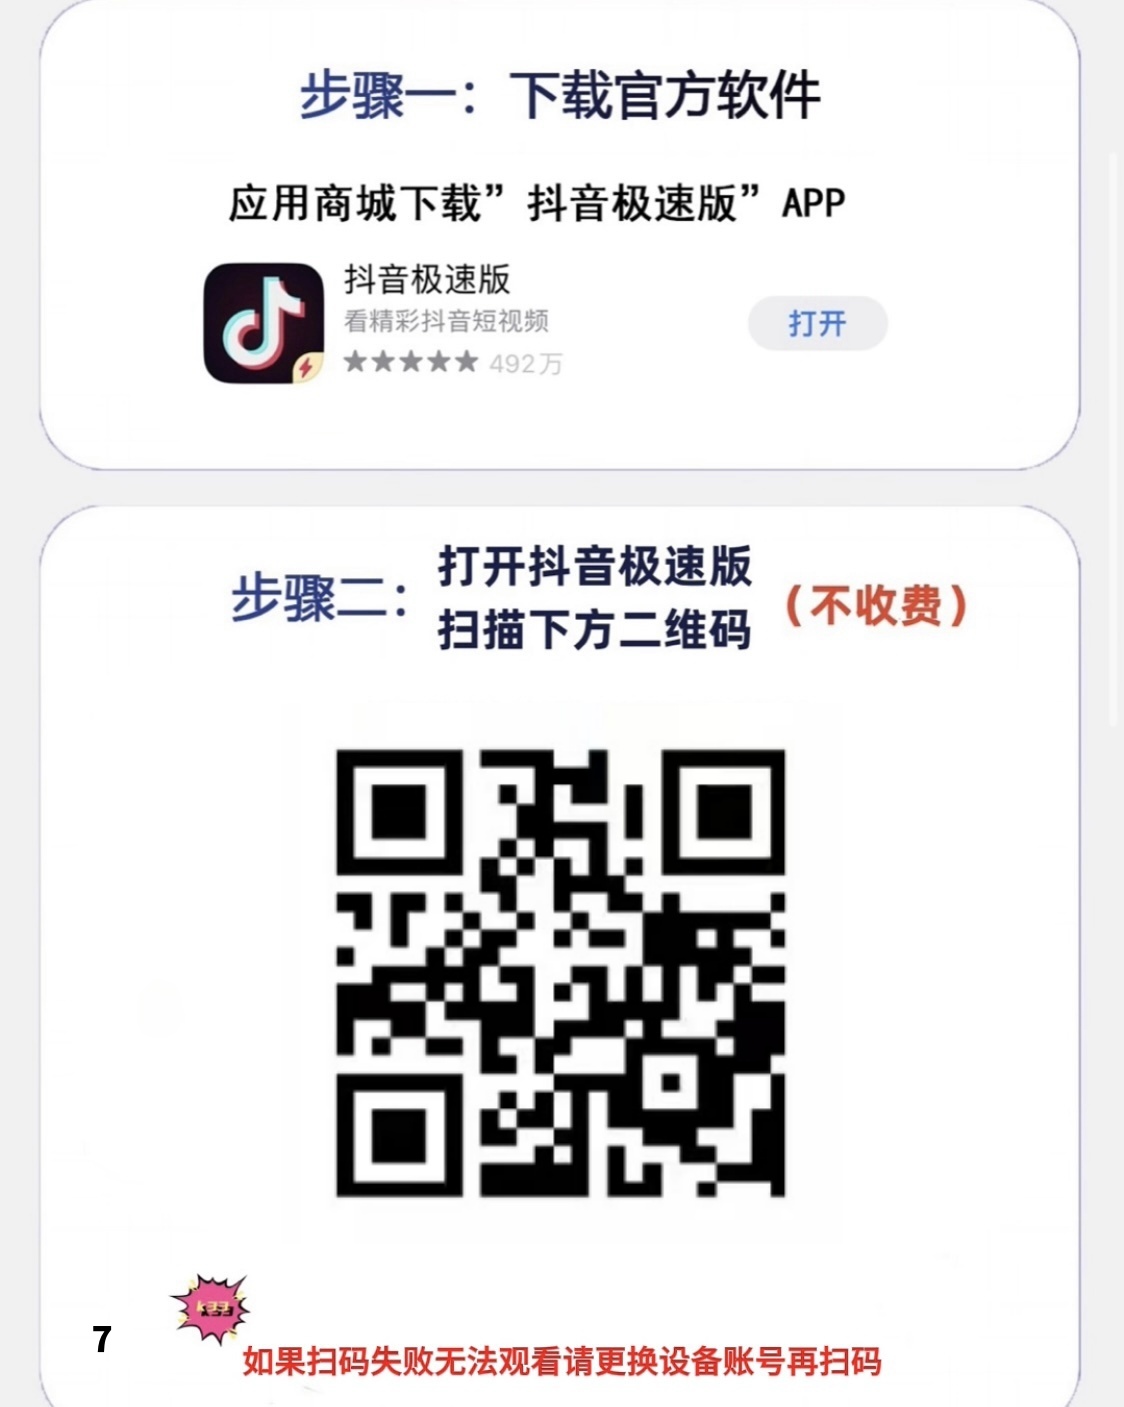 步骤一：下载官方软件
应用商城下载”抖音极速版”APP
抖音极速版
看精彩抖音短视频
★★★★★ 492万
打开
步骤二：
打开抖音极速版
扫描下方二维码
（不收费）
k33
7
如果扫码失败无法观看请更换设备账号再扫码